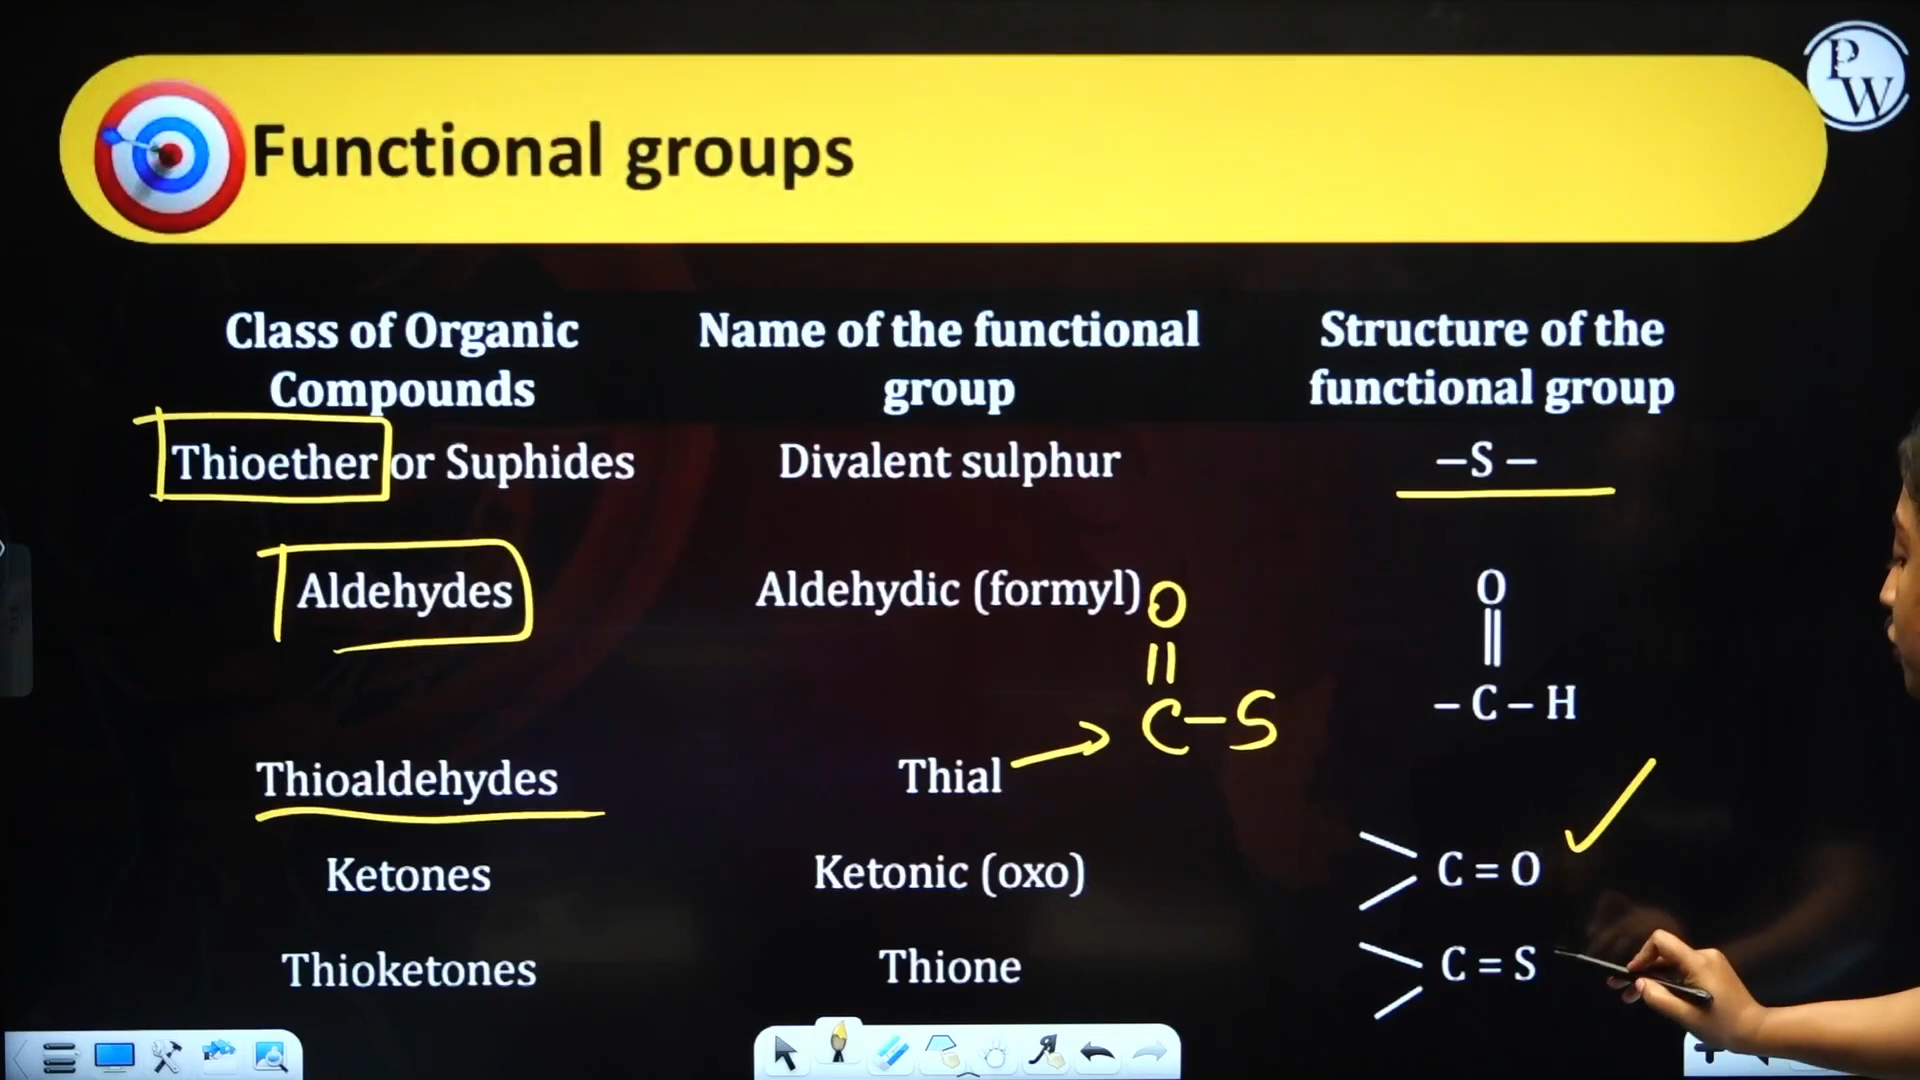 PW
Functional groups
Class of Organic Compounds
Name of the functional group
Structure of the functional group
Thioether or Suphides
Divalent sulphur
–S –
Aldehydes
Aldehydic (formyl)
O
||
– C – H
O
||
C–S
Thioaldehydes
Thial
Ketones
Ketonic (oxo)
C = O
Thioketones
Thione
C = S